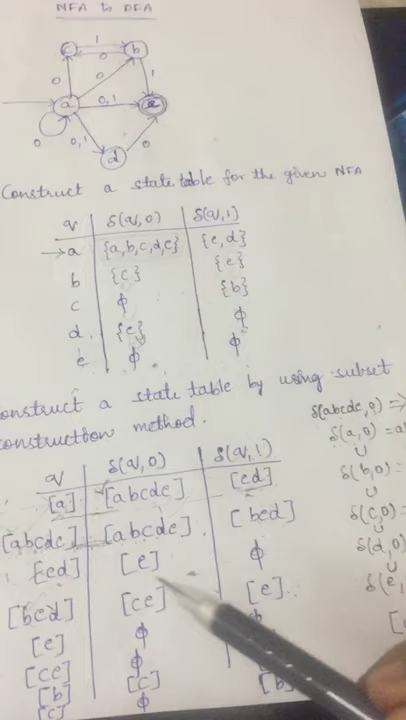 NFA to DFA
c 1 b
0
0 0 1
a 0,1 e
0 0,1 0
d
Construct a state table for the given NFA
q δ(q,0) δ(q,1)
→a {a,b,c,d,e} {e,d}
b {c} {e}
c ϕ {b}
d {e} ϕ
e ϕ ϕ
onstruct a state table by using subset
onstruction method.
q δ(q,0) δ(q,1)
[a] [abcde] [ed]
[abcde] [abcde] [bed]
[ed] [e] ϕ
[bed] [ce] [e]
[e] ϕ
[ce] ϕ
[b] [c]
[c] ϕ [b]
δ(abcde,0) =>
δ(a,0) = a
∪
δ(b,0) =
∪
δ(c,0) =
∪
δ(d,0)
∪
δ(e,
[